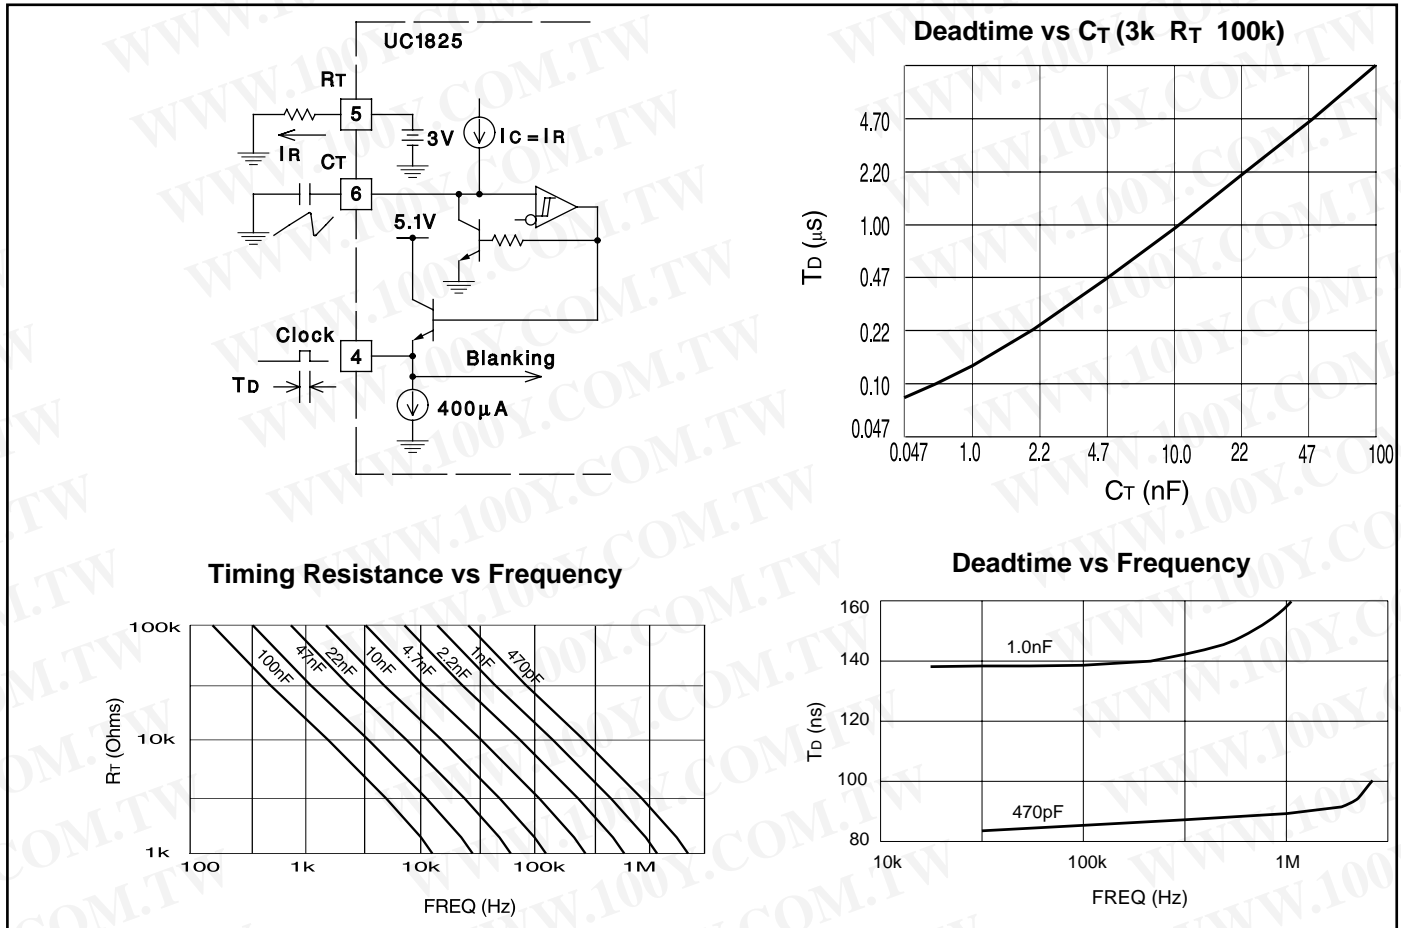 UC1825
RT
5
IR
3V
IC=IR
CT
6
5.1V
Clock
4
TD
Blanking
400µA
Deadtime vs CT (3k RT 100k)
TD (µS)
4.70
2.20
1.00
0.47
0.22
0.10
0.047
0.047 1.0 2.2 4.7 10.0 22 47 100
CT (nF)
Timing Resistance vs Frequency
RT (Ohms)
100k
10k
1k
100nF 47nF 22nF 10nF 4.7nF 2.2nF 1nF 470pF
100 1k 10k 100k 1M
FREQ (Hz)
Deadtime vs Frequency
TD (ns)
160
140
120
100
80
1.0nF
470pF
10k 100k 1M
FREQ (Hz)
WWW.100Y.COM.TW